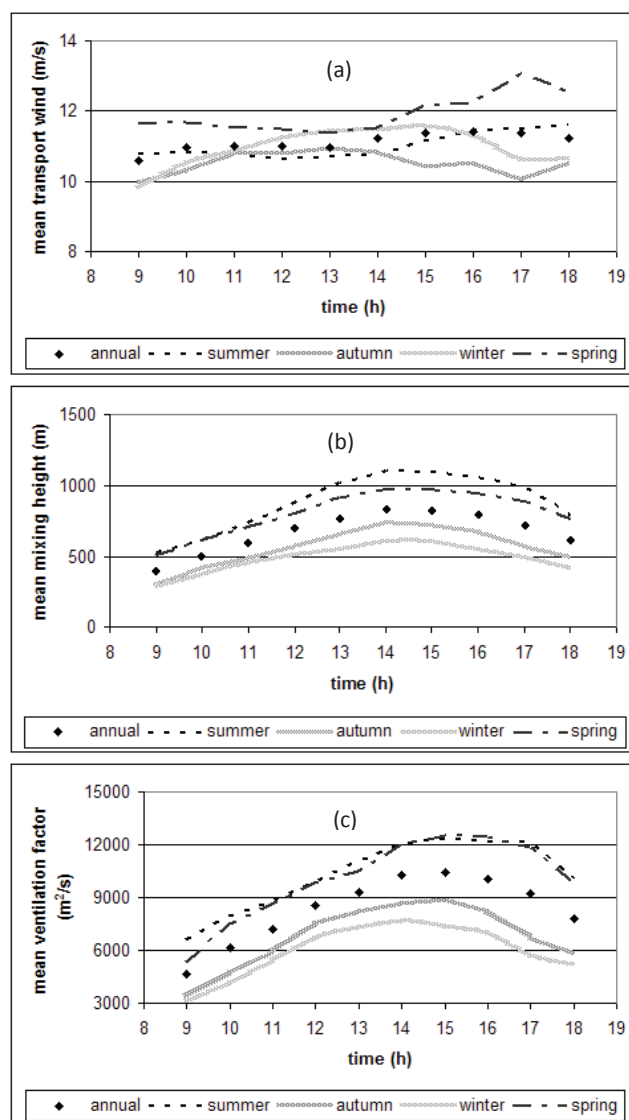 (a)
mean transport wind (m/s)
14
12
10
8
8 9 10 11 12 13 14 15 16 17 18 19
time (h)
annual summer autumn winter spring
(b)
mean mixing height (m)
1500
1000
500
0
8 9 10 11 12 13 14 15 16 17 18 19
time (h)
annual summer autumn winter spring
(c)
mean ventilation factor
(m²/s)
15000
12000
9000
6000
3000
8 9 10 11 12 13 14 15 16 17 18 19
time (h)
annual summer autumn winter spring